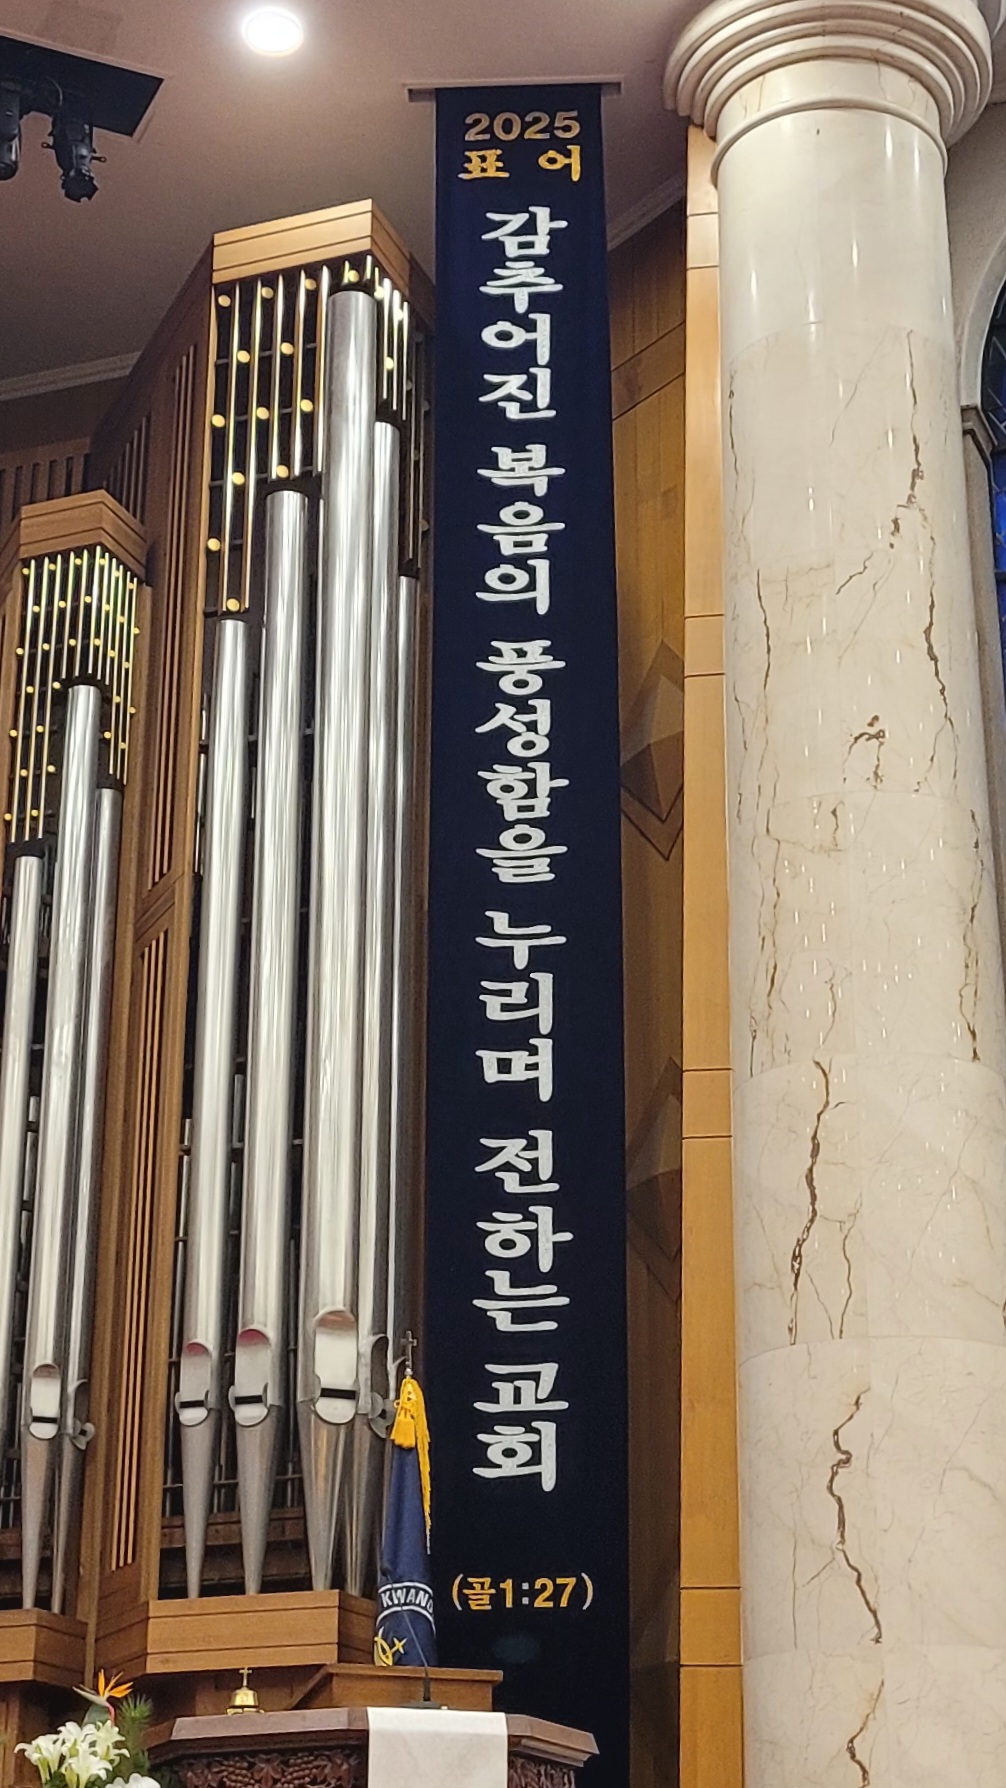 2025
표 어
감추어진 복음의 풍성함을 누리며 전하는 교회
(골1:27)
KWANG